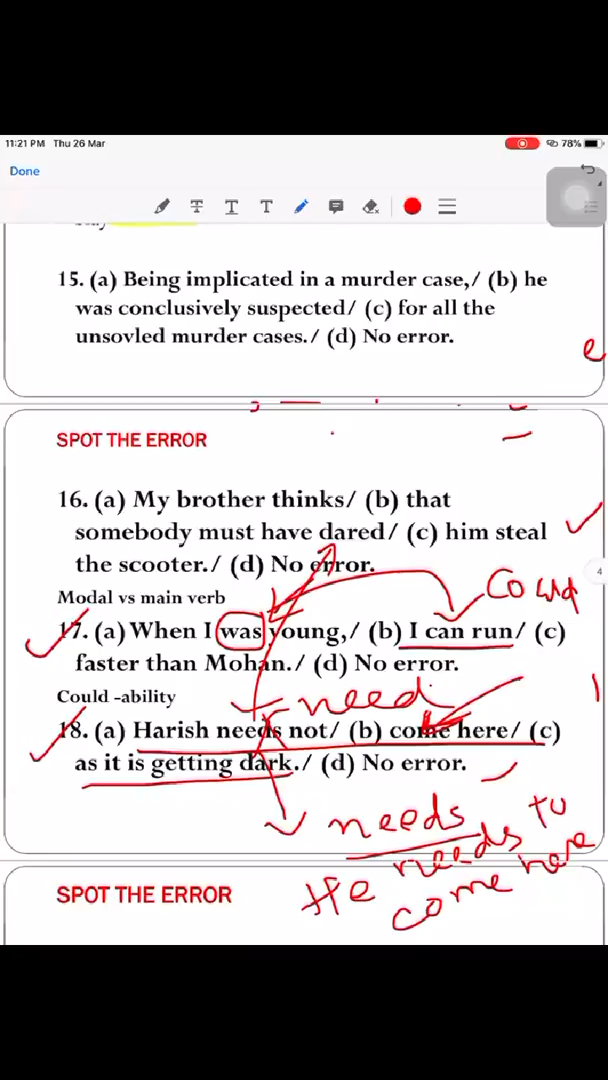 11:21 PM Thu 26 Mar
78%
Done
15. (a) Being implicated in a murder case,/ (b) he
was conclusively suspected/ (c) for all the
unsovled murder cases./ (d) No error.
e
SPOT THE ERROR
16. (a) My brother thinks/ (b) that
somebody must have dared/ (c) him steal
the scooter./ (d) No error.
4
Modal vs main verb
Could
17. (a) When I was young,/ (b) I can run/ (c)
faster than Mohan./ (d) No error.
Could -ability
need
18. (a) Harish needs not/ (b) come here/ (c)
as it is getting dark./ (d) No error.
needs
He needs to
come here
SPOT THE ERROR